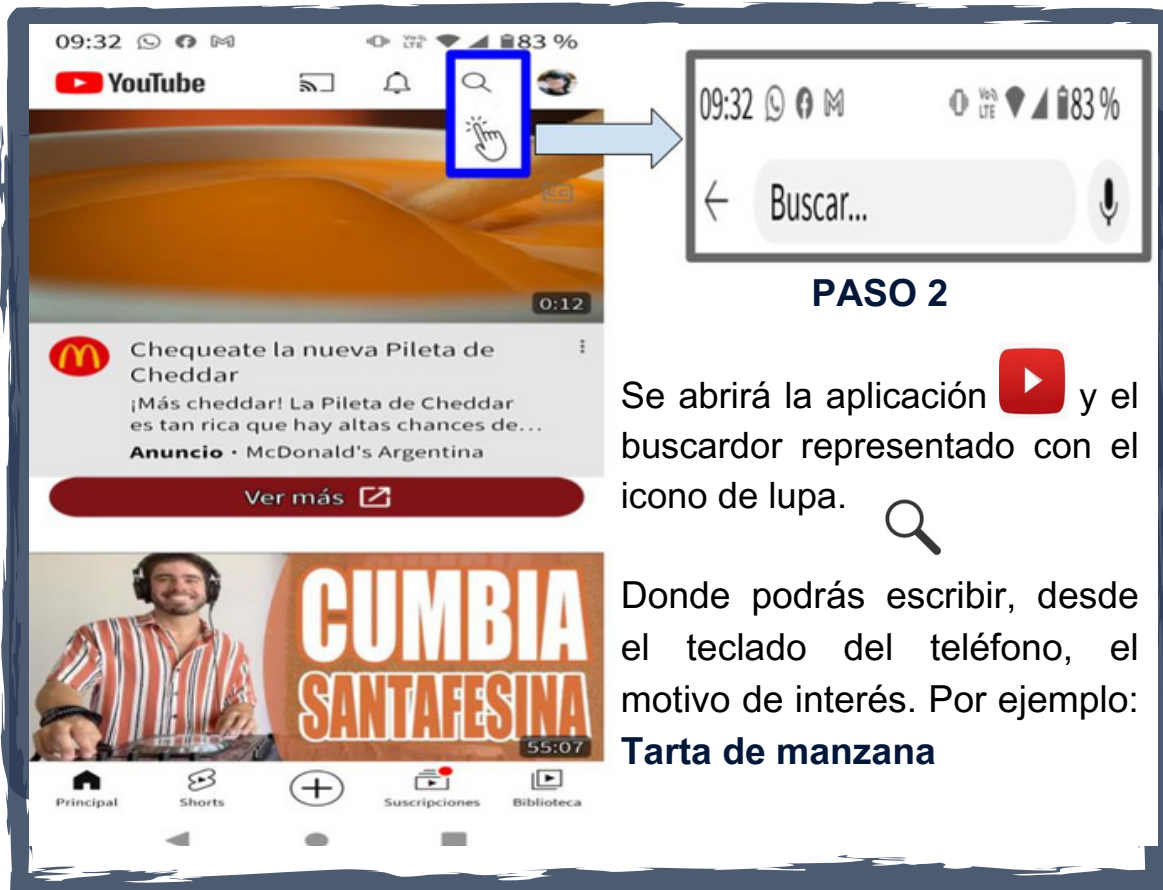 09:32
83 %
YouTube
CC
0:12
Chequeate la nueva Pileta de
Cheddar
¡Más cheddar! La Pileta de Cheddar
es tan rica que hay altas chances de...
Anuncio · McDonald's Argentina
Ver más
CUMBIA
SANTAFESINA
55:07
Principal
Shorts
Suscripciones
Biblioteca
09:32
VoD LTE
83 %
Buscar...
PASO 2
Se abrirá la aplicación y el
buscardor representado con el
icono de lupa.
Donde podrás escribir, desde
el teclado del teléfono, el
motivo de interés. Por ejemplo:
Tarta de manzana